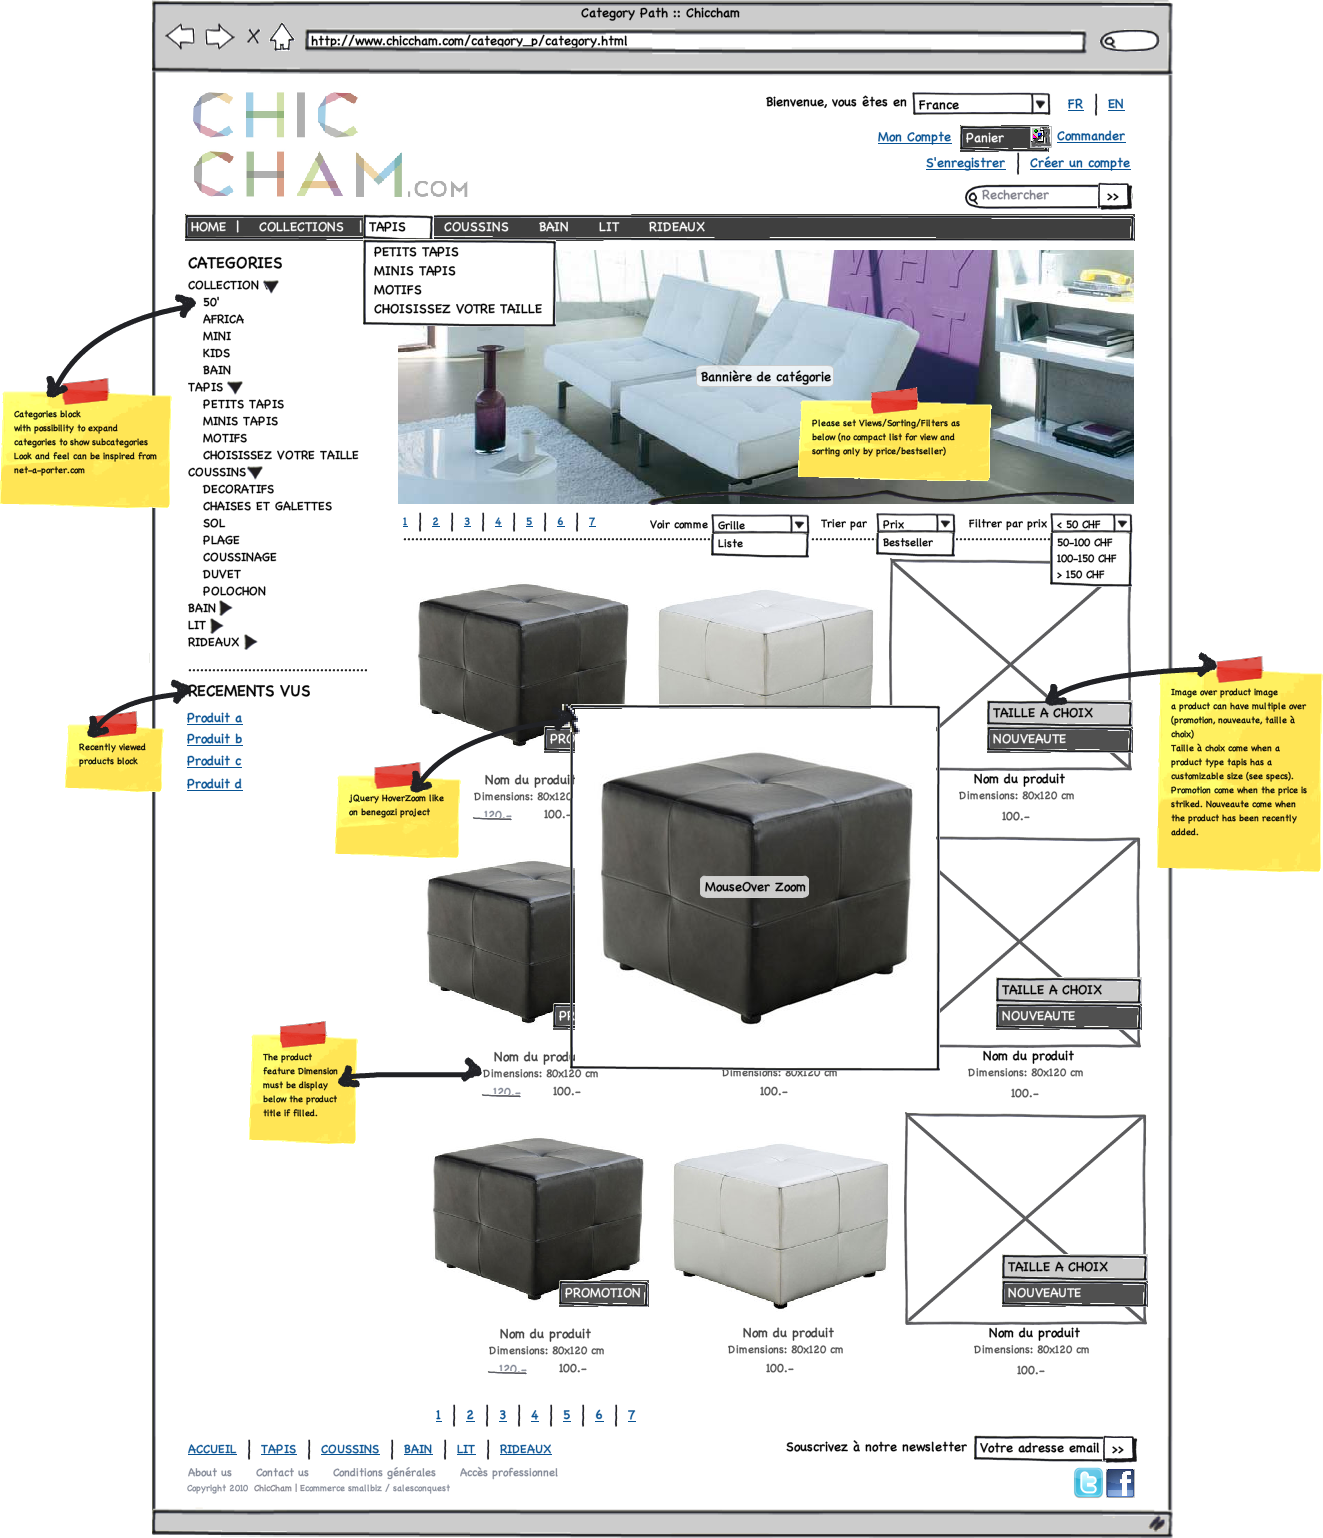 Category Path :: Chiccham
http://www.chiccham.com/category_p/category.html
CHIC
CHAM.COM
Bienvenue, vous êtes en France FR | EN
Mon Compte Panier Commander
S'enregistrer | Créer un compte
Rechercher >>
HOME | COLLECTIONS | TAPIS COUSSINS BAIN LIT RIDEAUX
PETITS TAPIS
MINIS TAPIS
MOTIFS
CHOISISSEZ VOTRE TAILLE
CATEGORIES
COLLECTION
50'
AFRICA
MINI
KIDS
BAIN
TAPIS
PETITS TAPIS
MINIS TAPIS
MOTIFS
CHOISISSEZ VOTRE TAILLE
COUSSINS
DECORATIFS
CHAISES ET GALETTES
SOL
PLAGE
COUSSINAGE
DUVET
POLOCHON
BAIN
LIT
RIDEAUX
Categories block
with possibility to expand
categories to show subcategories
Look and feel can be inspired from
net-a-porter.com
RECEMENTS VUS
Produit a
Produit b
Produit c
Produit d
Recently viewed
products block
WHY
NOT
Bannière de catégorie
Please set Views/Sorting/Filters as
below (no compact list for view and
sorting only by price/bestseller)
1 | 2 | 3 | 4 | 5 | 6 | 7
Voir comme Grille Trier par Prix Filtrer par prix < 50 CHF
Liste
Bestseller
50-100 CHF
100-150 CHF
> 150 CHF
TAILLE A CHOIX
NOUVEAUTE
PRO
Image over product image
a product can have multiple over
(promotion, nouveaute, taille à
choix)
Taille à choix come when a
product type tapis has a
customizable size (see specs).
Promotion come when the price is
striked. Nouveaute come when
the product has been recently
added.
jQuery HoverZoom like
on benegozi project
Nom du produit
Dimensions: 80x120
120.- 100.-
Nom du produit
Dimensions: 80x120 cm
100.-
MouseOver Zoom
PR
TAILLE A CHOIX
NOUVEAUTE
The product
feature Dimension
must be display
below the product
title if filled.
Nom du produ
Dimensions: 80x120 cm
120.- 100.-
Dimensions: 80x120 cm
100.-
Nom du produit
Dimensions: 80x120 cm
100.-
PROMOTION
TAILLE A CHOIX
NOUVEAUTE
Nom du produit
Dimensions: 80x120 cm
120.- 100.-
Nom du produit
Dimensions: 80x120 cm
100.-
Nom du produit
Dimensions: 80x120 cm
100.-
1 | 2 | 3 | 4 | 5 | 6 | 7
ACCUEIL | TAPIS | COUSSINS | BAIN | LIT | RIDEAUX
Souscrivez à notre newsletter Votre adresse email >>
About us Contact us Conditions générales Accès professionnel
Copyright 2010 ChicCham | Ecommerce smallbiz / salesconquest